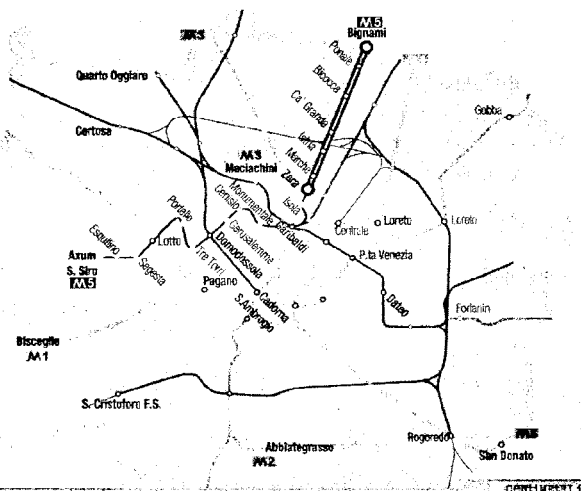 M5
Bignami
M3
Ponale
Bicocca
Quarto Oggiaro
Ca' Granda
Gobba
Certosa
Istria
M3
Maciachini
Marche
Zara
Isola
Monumentale
Cenisio
Portello
Gerusalemme
Garibaldi
Centrale
Loreto
Domodossola
Lotto
Axum
Esquilino
Segesta
Tre Torri
P.ta Venezia
S. Siro
M5
Pagano
Cadorna
S.Ambrogio
Dateo
Forlanini
Bisceglie
M1
S. Cristoforo F.S.
Rogoredo
Abbiategrasso
M2
San Donato